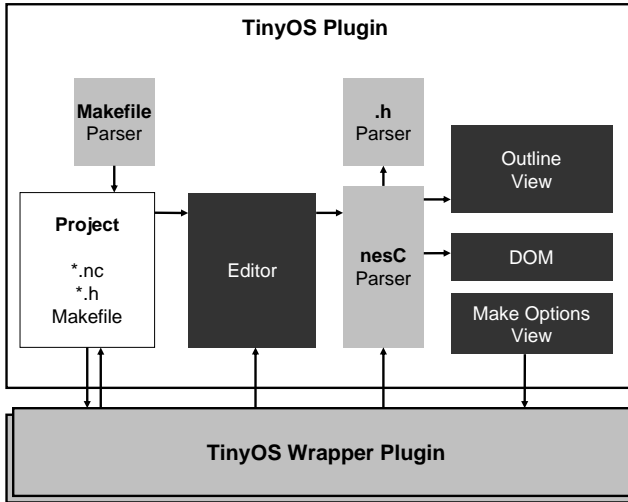 TinyOS Plugin
Makefile
Parser
.h
Parser
Outline
View
Project
*.nc
*.h
Makefile
Editor
nesC
Parser
DOM
Make Options
View
TinyOS Wrapper Plugin